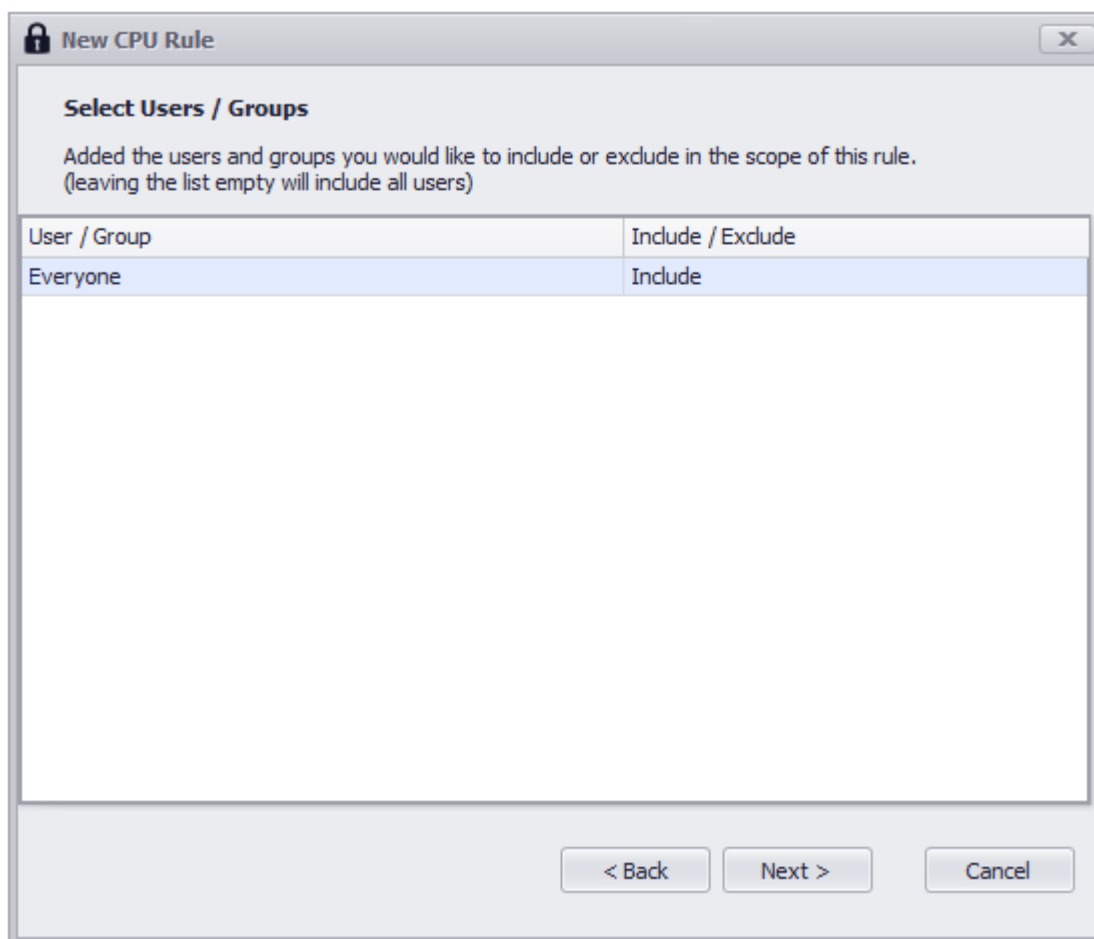 New CPU Rule
Select Users / Groups
Added the users and groups you would like to include or exclude in the scope of this rule.
(leaving the list empty will include all users)
User / Group Include / Exclude
Everyone Include
< Back Next > Cancel